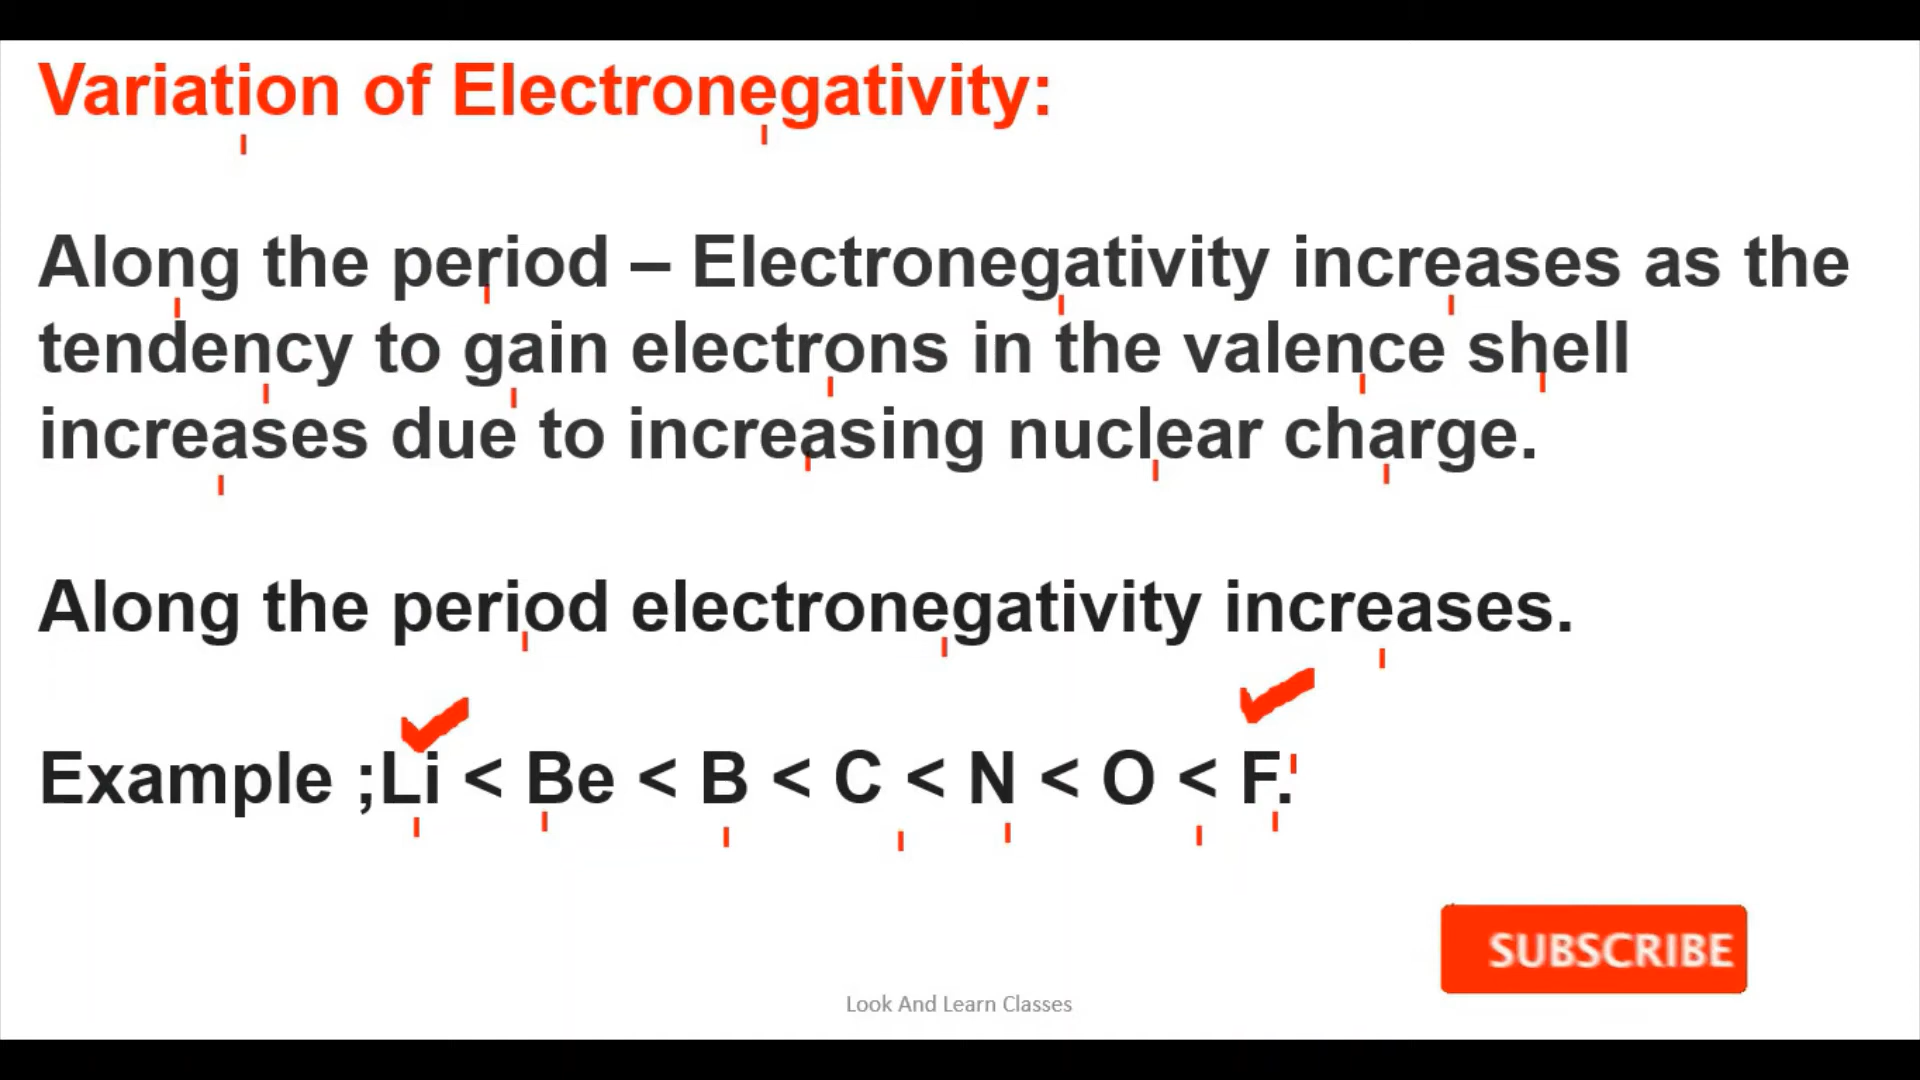 Variation of Electronegativity:
Along the period – Electronegativity increases as the
tendency to gain electrons in the valence shell
increases due to increasing nuclear charge.
Along the period electronegativity increases.
Example ;Li < Be < B < C < N < O < F.
SUBSCRIBE
Look And Learn Classes